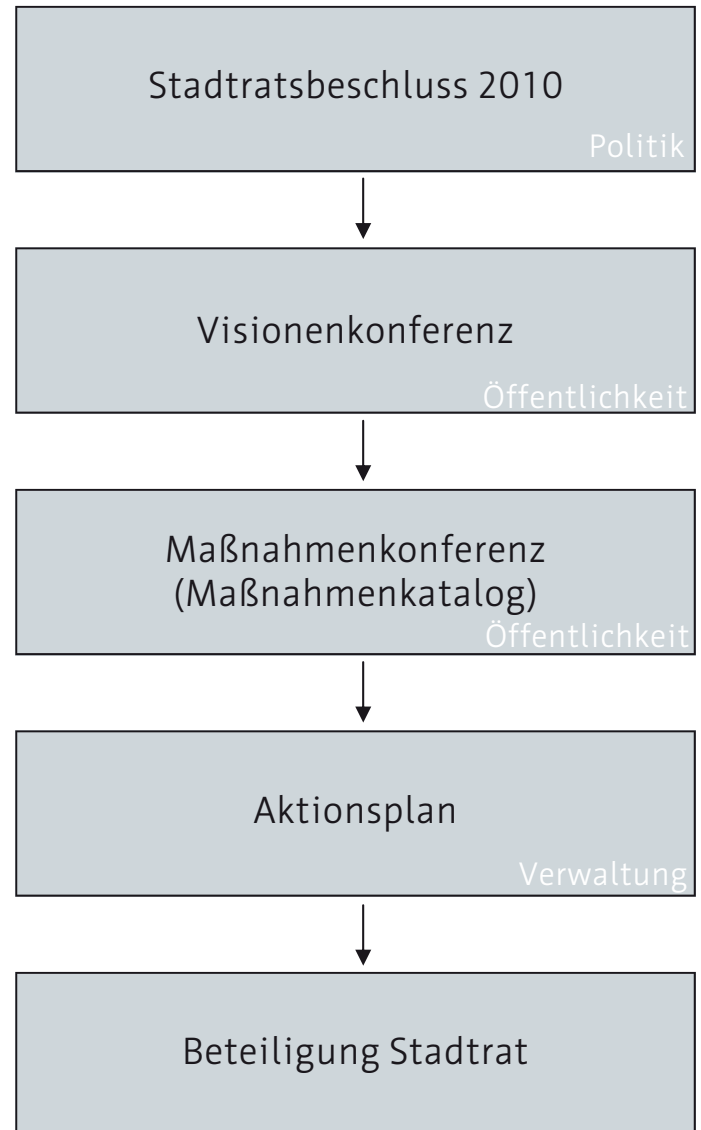 Stadtratsbeschluss 2010
Politik
Visionenkonferenz
Öffentlichkeit
Maßnahmenkonferenz
(Maßnahmenkatalog)
Öffentlichkeit
Aktionsplan
Verwaltung
Beteiligung Stadtrat